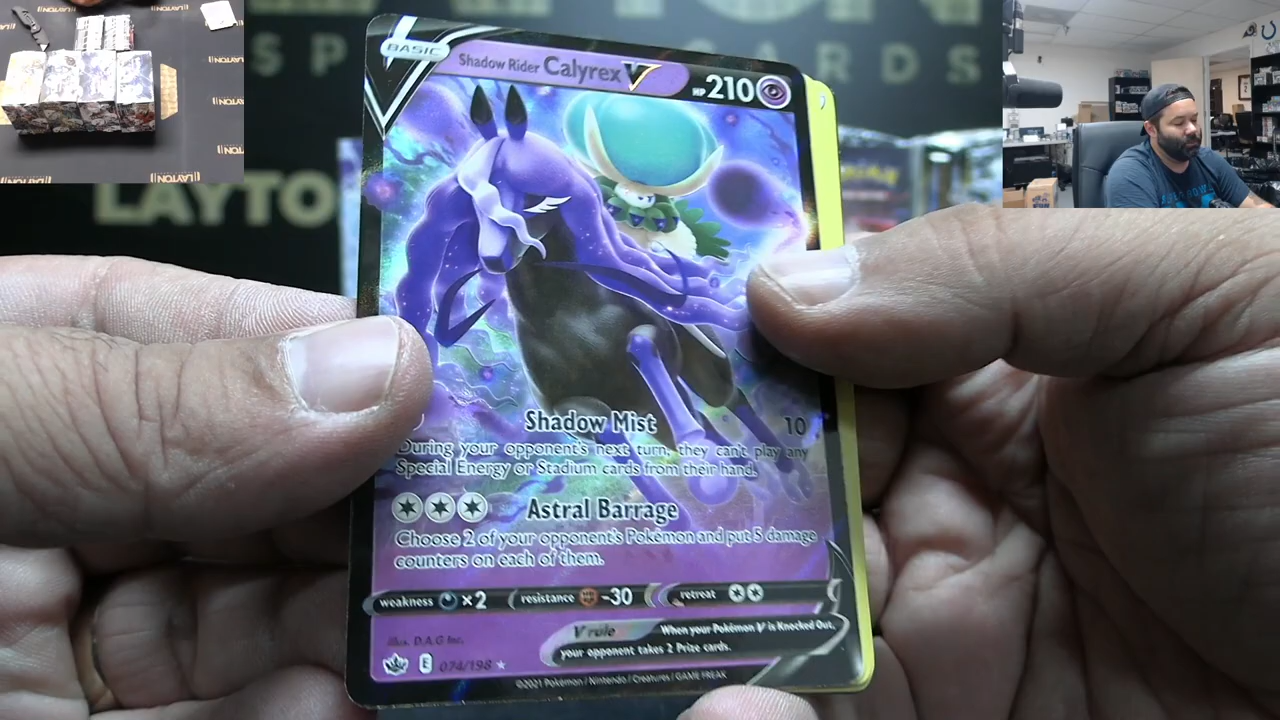 BASIC
Shadow Rider Calyrex V
HP 210
Shadow Mist 10
During your opponent's next turn, they can't play any
Special Energy or Stadium cards from their hand.
Astral Barrage
Choose 2 of your opponent's Pokémon and put 5 damage
counters on each of them.
weakness ×2 resistance -30 retreat
V rule When your Pokémon V is Knocked Out,
your opponent takes 2 Prize cards.
illus. D.A.G Inc.
E 074/198
©2021 Pokémon / Nintendo / Creatures / GAME FREAK
LAYTON
LAYTON
LAYTO